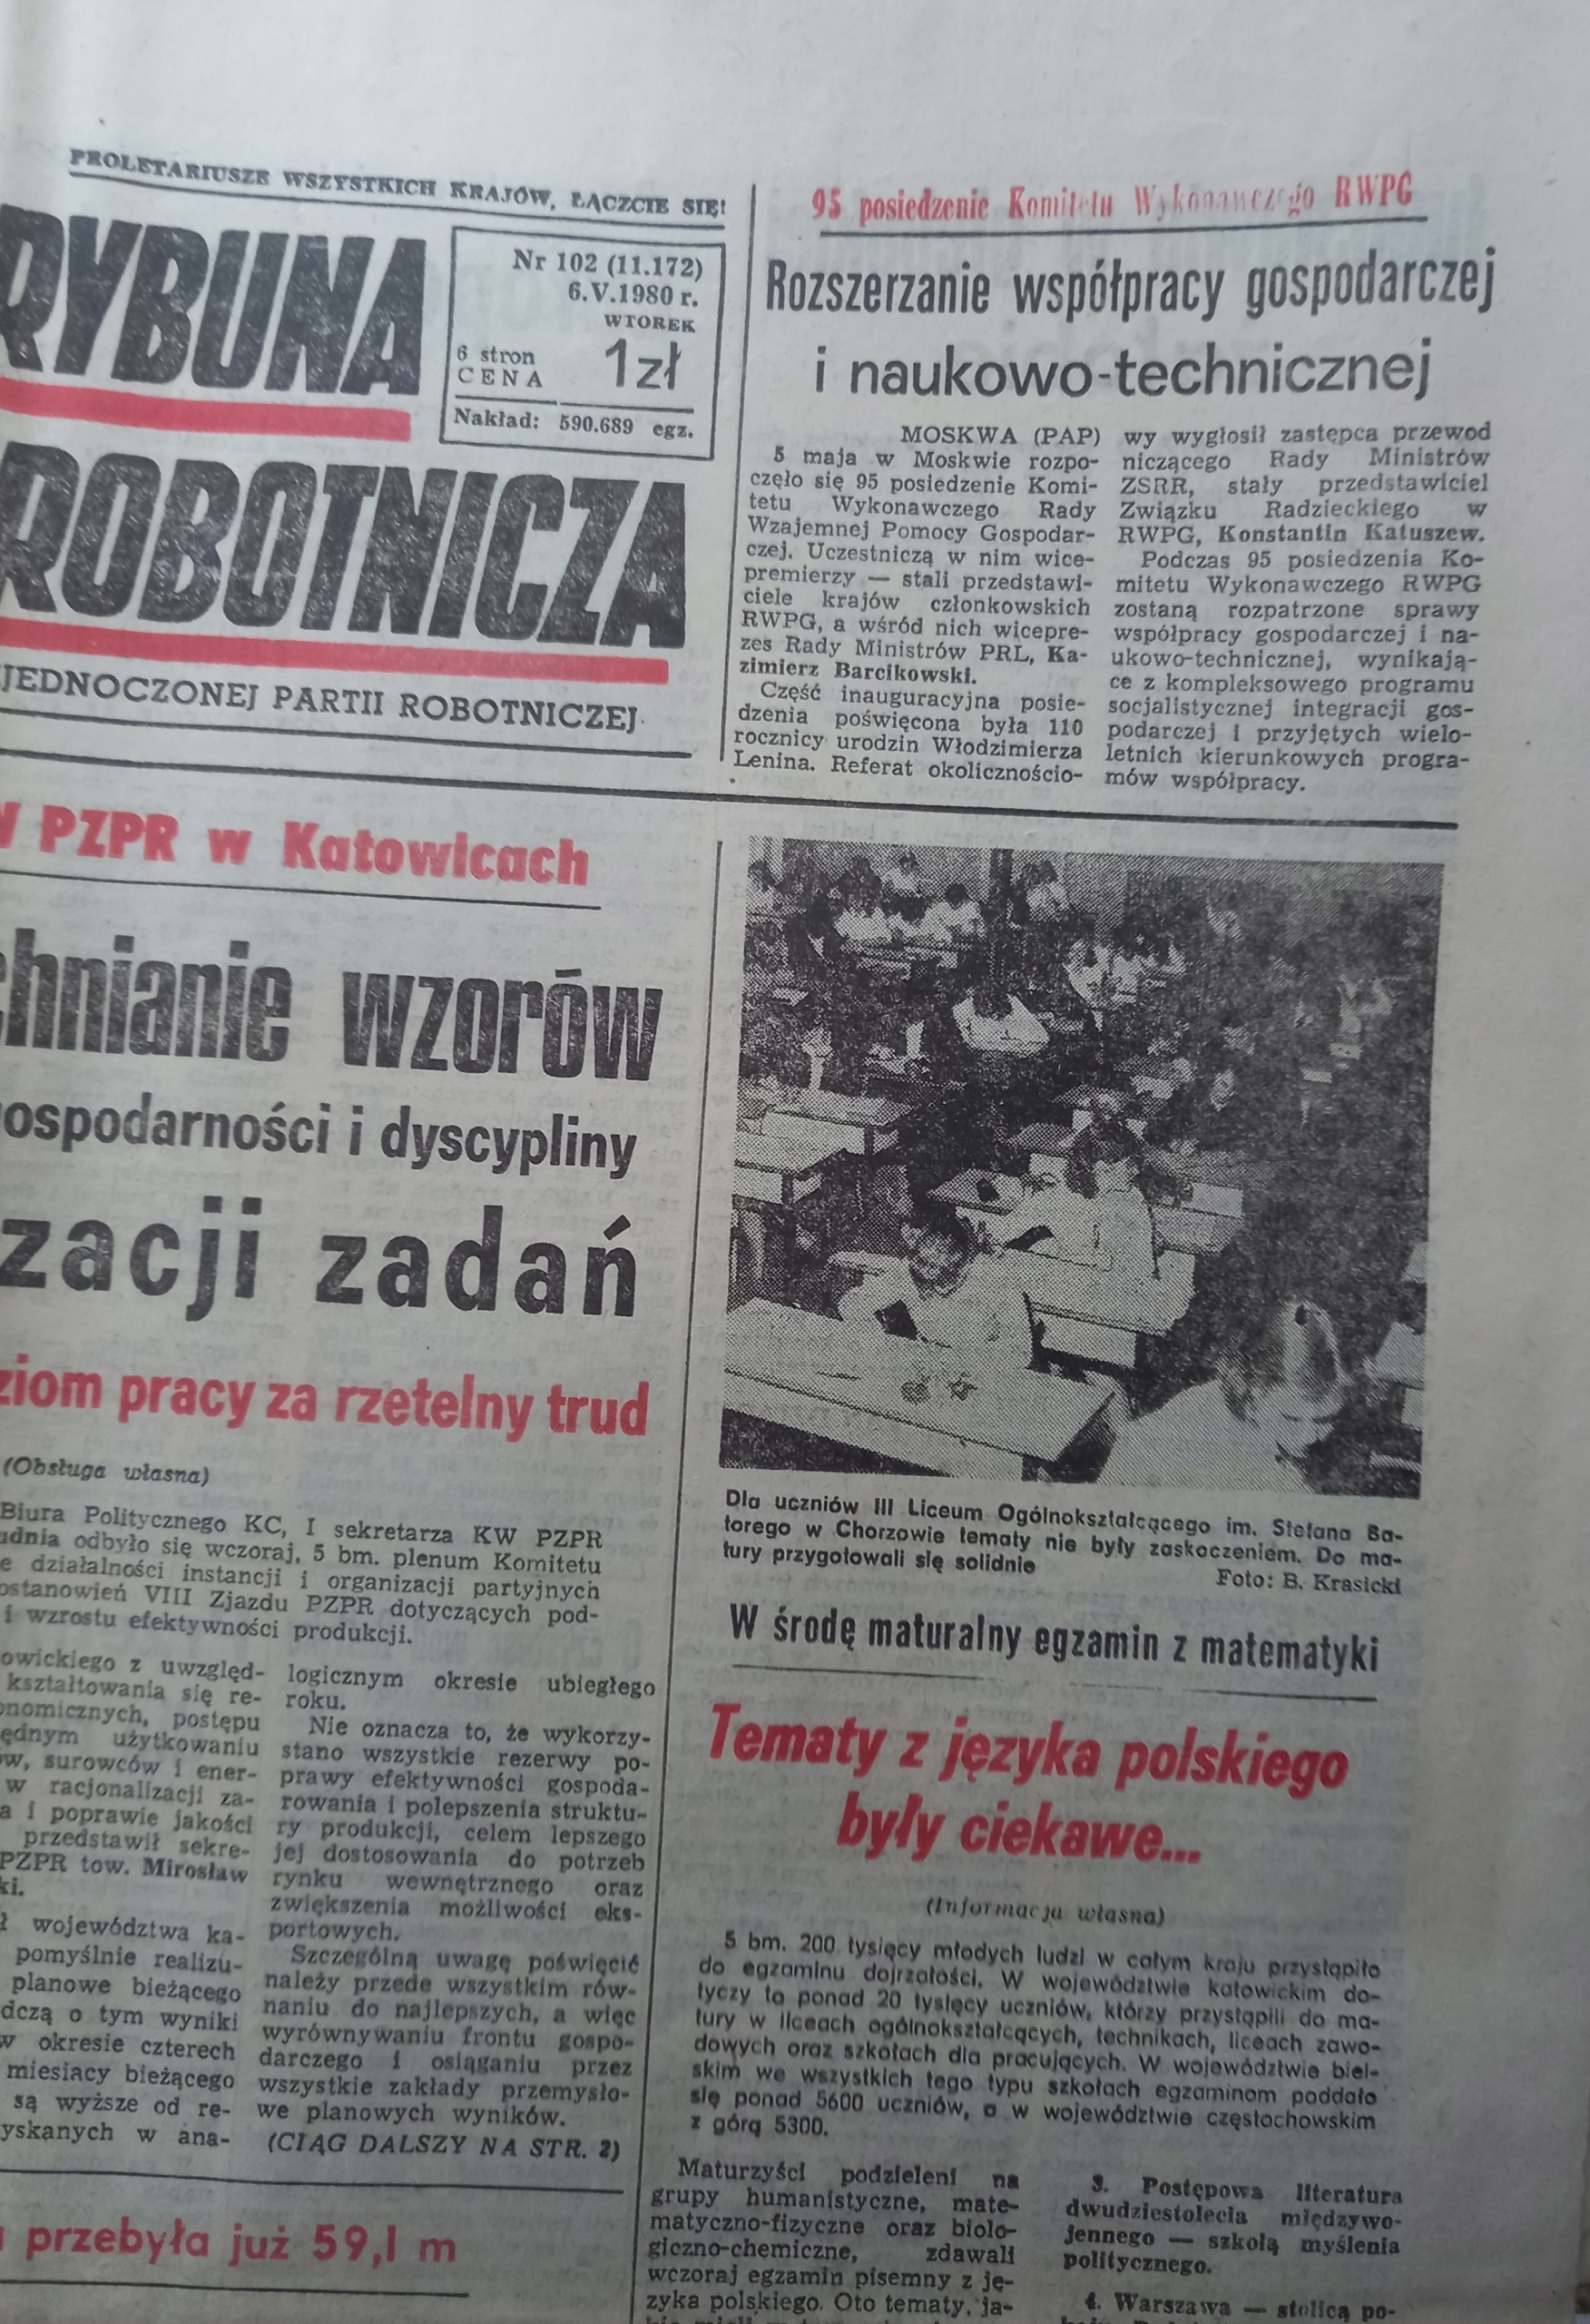 PROLETARIUSZE WSZYSTKICH KRAJÓW, ŁĄCZCIE SIĘ!
RYBUNA
ROBOTNICZA
JEDNOCZONEJ PARTII ROBOTNICZEJ
Nr 102 (11.172)
6.V.1980 r.
WTOREK
6 stron
CENA 1zł
Nakład: 590.689 egz.
95 posiedzenie Komitetu Wykonawczego RWPG
Rozszerzanie współpracy gospodarczej
i naukowo-technicznej
MOSKWA (PAP)
5 maja w Moskwie rozpo-
częło się 95 posiedzenie Komi-
tetu Wykonawczego Rady
Wzajemnej Pomocy Gospodar-
czej. Uczestniczą w nim wice-
premierzy — stali przedstawi-
ciele krajów członkowskich
RWPG, a wśród nich wicepre-
zes Rady Ministrów PRL, Ka-
zimierz Barcikowski.
Część inauguracyjna posie-
dzenia poświęcona była 110
rocznicy urodzin Włodzimierza
Lenina. Referat okolicznościo-
wy wygłosił zastępca przewod
niczącego Rady Ministrów
ZSRR, stały przedstawiciel
Związku Radzieckiego w
RWPG, Konstantin Katuszew.
Podczas 95 posiedzenia Ko-
mitetu Wykonawczego RWPG
zostaną rozpatrzone sprawy
współpracy gospodarczej i na-
ukowo-technicznej, wynikają-
ce z kompleksowego programu
socjalistycznej integracji gos-
podarczej i przyjętych wielo-
letnich kierunkowych progra-
mów współpracy.
W PZPR w Katowicach
chnianie wzorów
ospodarności i dyscypliny
zacji zadań
ziom pracy za rzetelny trud
(Obsługa własna)
Biura Politycznego KC, I sekretarza KW PZPR
udnia odbyło się wczoraj, 5 bm. plenum Komitetu
e działalności instancji i organizacji partyjnych
ostanowień VIII Zjazdu PZPR dotyczących pod-
i wzrostu efektywności produkcji.
owickiego z uwzględ-
kształtowania się re-
onomicznych, postępu
ędnym użytkowaniu
ów, surowców i ener-
w racjonalizacji za-
a i poprawie jakości
przedstawił sekre-
PZPR tow. Mirosław
ki.
ł województwa ka-
pomyślnie realizu-
planowe bieżącego
dczą o tym wyniki
w okresie czterech
miesiący bieżącego
są wyższe od re-
yskanych w ana-
logicznym okresie ubiegłego
roku.
Nie oznacza to, że wykorzy-
stano wszystkie rezerwy po-
prawy efektywności gospoda-
rowania i polepszenia struktu-
ry produkcji, celem lepszego
jej dostosowania do potrzeb
rynku wewnętrznego oraz
zwiększenia możliwości eks-
portowych.
Szczególną uwagę poświęcić
należy przede wszystkim rów-
naniu do najlepszych, a więc
wyrównywaniu frontu gospo-
darczego i osiąganiu przez
wszystkie zakłady przemysło-
we planowych wyników.
(CIĄG DALSZY NA STR. 2)
przebyła już 59,1 m
Dla uczniów III Liceum Ogólnokształcącego im. Stefana Ba-
torego w Chorzowie tematy nie były zaskoczeniem. Do ma-
tury przygotowali się solidnie
Foto: B. Krasicki
W środę maturalny egzamin z matematyki
Tematy z języka polskiego
były ciekawe...
(Informacja własna)
5 bm. 200 tysięcy młodych ludzi w całym kraju przystąpiło
do egzaminu dojrzałości. W województwie katowickim do-
tyczy to ponad 20 tysięcy uczniów, którzy przystąpili do ma-
tury w liceach ogólnokształcących, technikach, liceach zawo-
dowych oraz szkołach dla pracujących. W województwie biel-
skim we wszystkich tego typu szkołach egzaminom poddało
się ponad 5600 uczniów, a w województwie częstochowskim
z górą 5300.
Maturzyści podzieleni na
grupy humanistyczne, mate-
matyczno-fizyczne oraz biolo-
giczno-chemiczne, zdawali
wczoraj egzamin pisemny z ję-
zyka polskiego. Oto tematy, ja-
3. Postępowa literatura
dwudziestolecia międzywo-
jennego — szkołą myślenia
politycznego.
4. Warszawa — stolicą po-